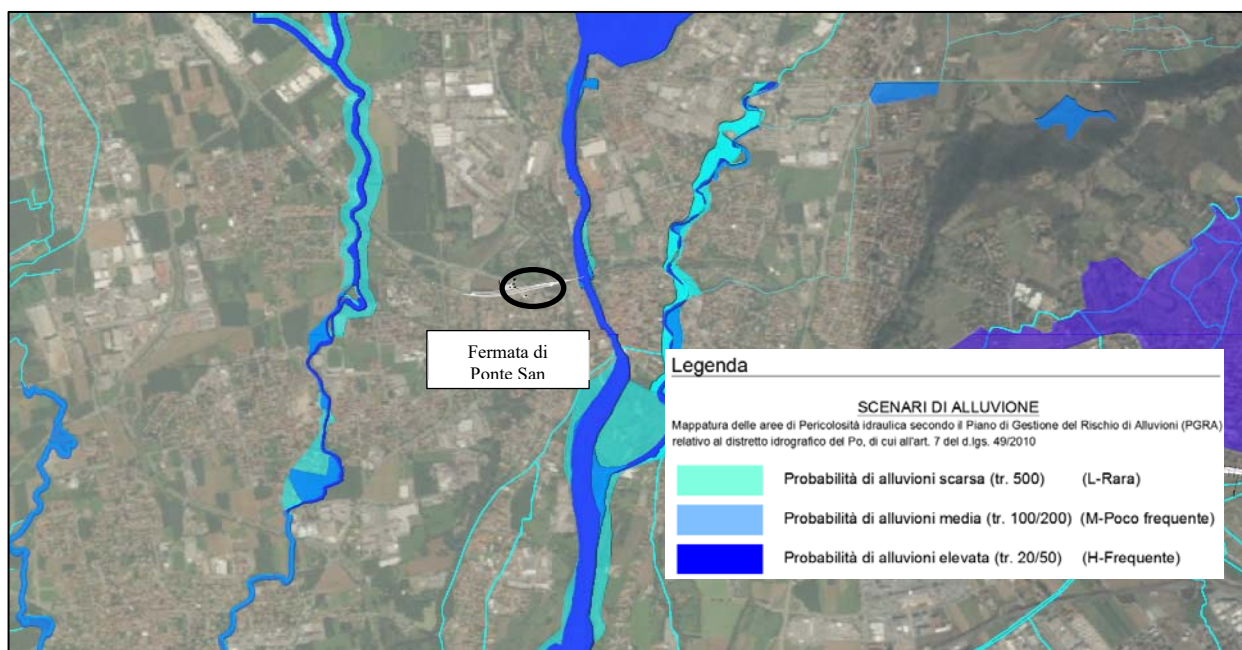 Fermata di
Ponte San
Legenda
SCENARI DI ALLUVIONE
Mappatura delle aree di Pericolosità idraulica secondo il Piano di Gestione del Rischio di Alluvioni (PGRA)
relativo al distretto idrografico del Po, di cui all'art. 7 del d.lgs. 49/2010
Probabilità di alluvioni scarsa (tr. 500) (L-Rara)
Probabilità di alluvioni media (tr. 100/200) (M-Poco frequente)
Probabilità di alluvioni elevata (tr. 20/50) (H-Frequente)